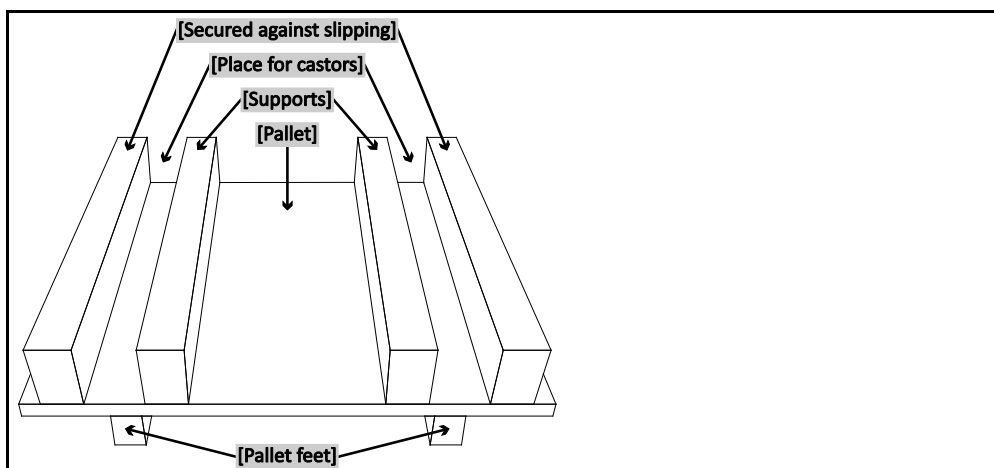 [Secured against slipping]
[Place for castors]
[Supports]
[Pallet]
[Pallet feet]